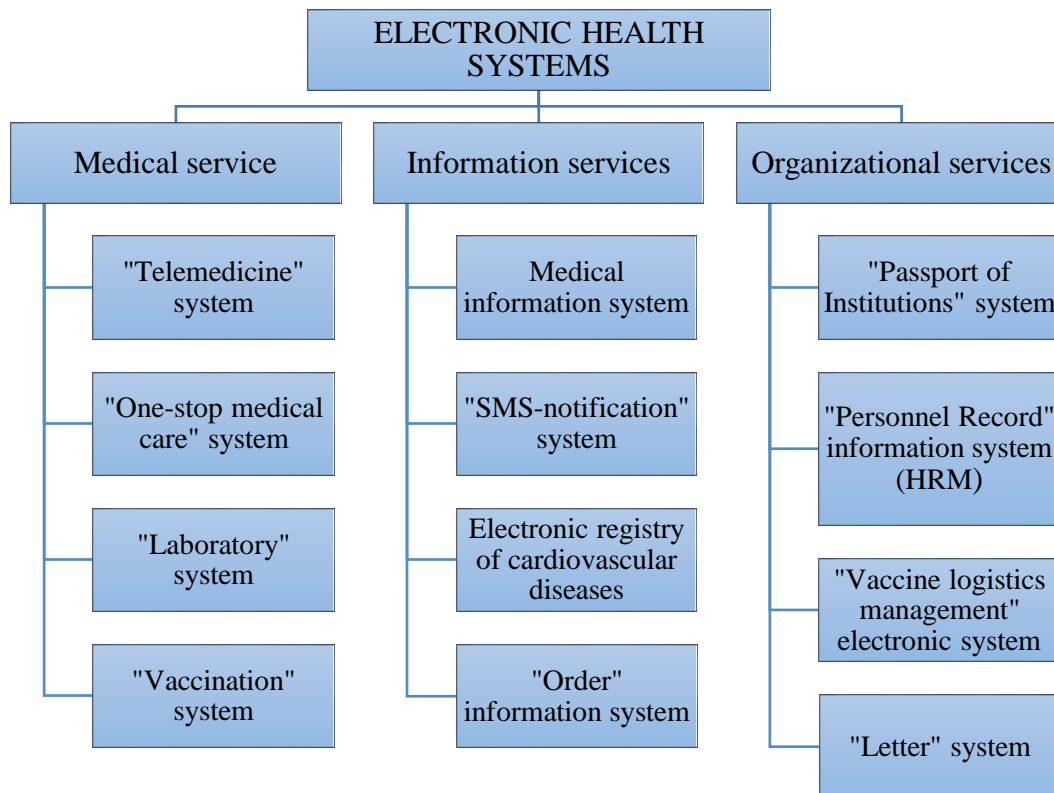 ELECTRONIC HEALTH
SYSTEMS
Medical service
"Telemedicine"
system
"One-stop medical
care" system
"Laboratory"
system
"Vaccination"
system
Information services
Medical
information system
"SMS-notification"
system
Electronic registry
of cardiovascular
diseases
"Order"
information system
Organizational services
"Passport of
Institutions" system
"Personnel Record"
information system
(HRM)
"Vaccine logistics
management"
electronic system
"Letter" system